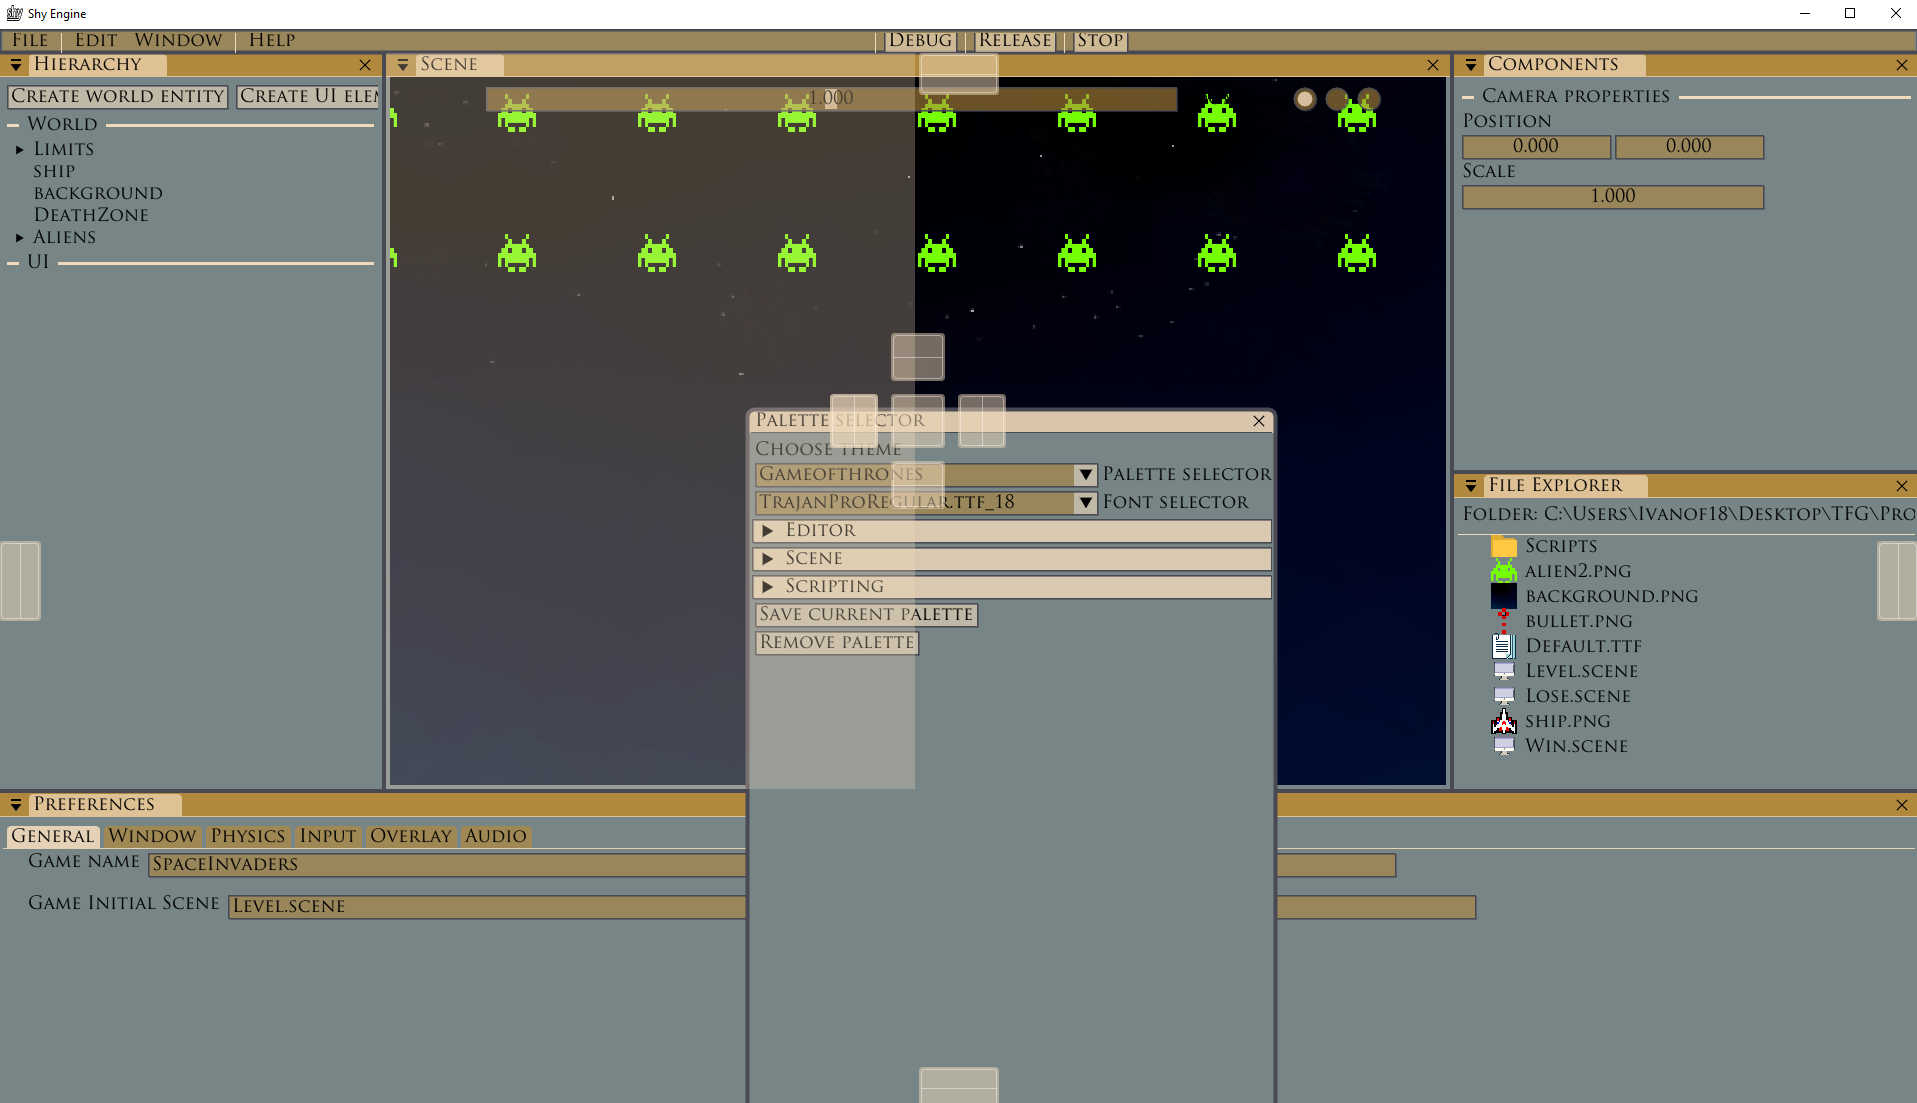 Shy Engine
File Edit Window Help Debug Release Stop
Hierarchy
Create world entity Create UI elem
World
Limits
ship
background
DeathZone
Aliens
UI
Scene
1.000
Components
Camera properties
Position
0.000 0.000
Scale
1.000
Palette selector
Choose theme
GameOfThrones Palette selector
TrajanProRegular.ttf_18 Font selector
Editor
Scene
Scripting
Save current palette
Remove palette
File Explorer
Folder: C:\Users\Ivanof18\Desktop\TFG\Pro
Scripts
alien2.png
background.png
bullet.png
Default.ttf
Level.scene
Lose.scene
ship.png
Win.scene
Preferences
General Window Physics Input Overlay Audio
Game name SpaceInvaders
Game Initial Scene Level.scene